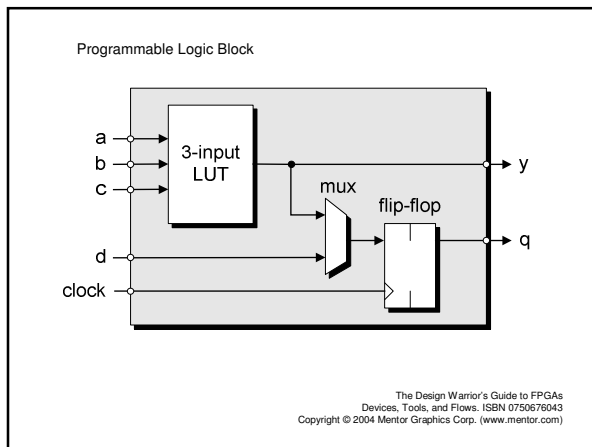 Programmable Logic Block
a
b
c
d
clock
3-input
LUT
mux
flip-flop
y
q
The Design Warrior's Guide to FPGAs
Devices, Tools, and Flows. ISBN 0750676043
Copyright © 2004 Mentor Graphics Corp. (www.mentor.com)